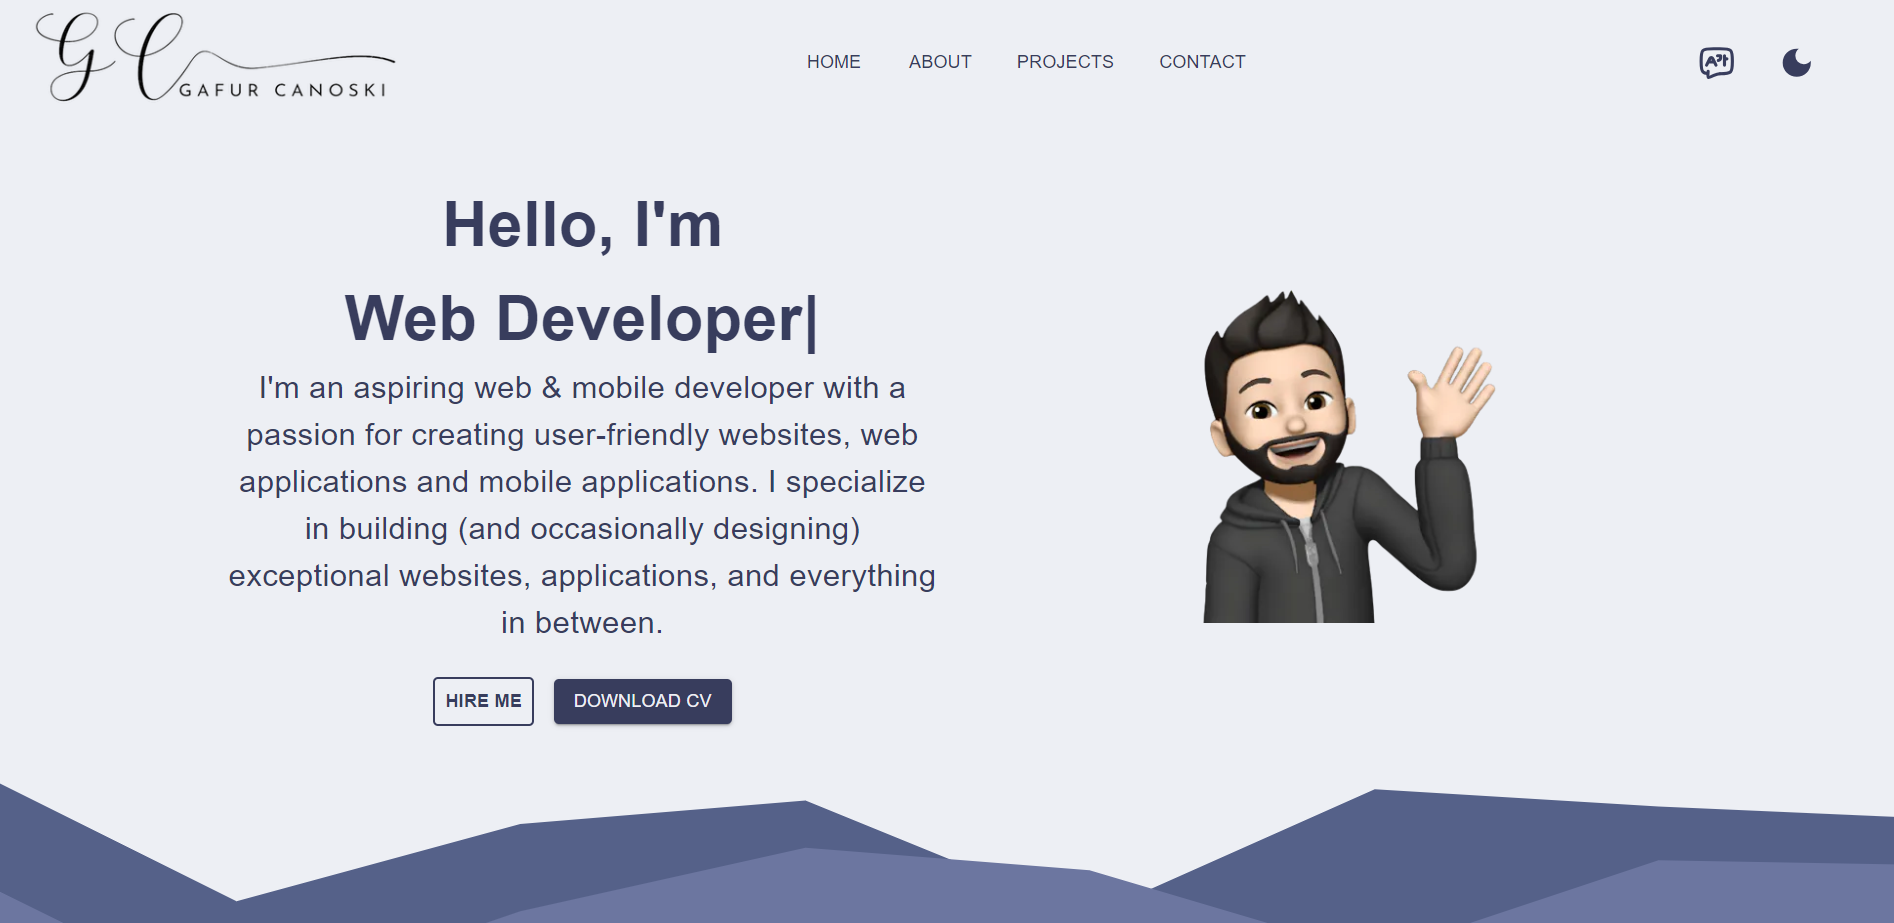 GC
GAFUR CANOSKI
HOME ABOUT PROJECTS CONTACT
Hello, I'm
Web Developer|
I'm an aspiring web & mobile developer with a
passion for creating user-friendly websites, web
applications and mobile applications. I specialize
in building (and occasionally designing)
exceptional websites, applications, and everything
in between.
HIRE ME DOWNLOAD CV